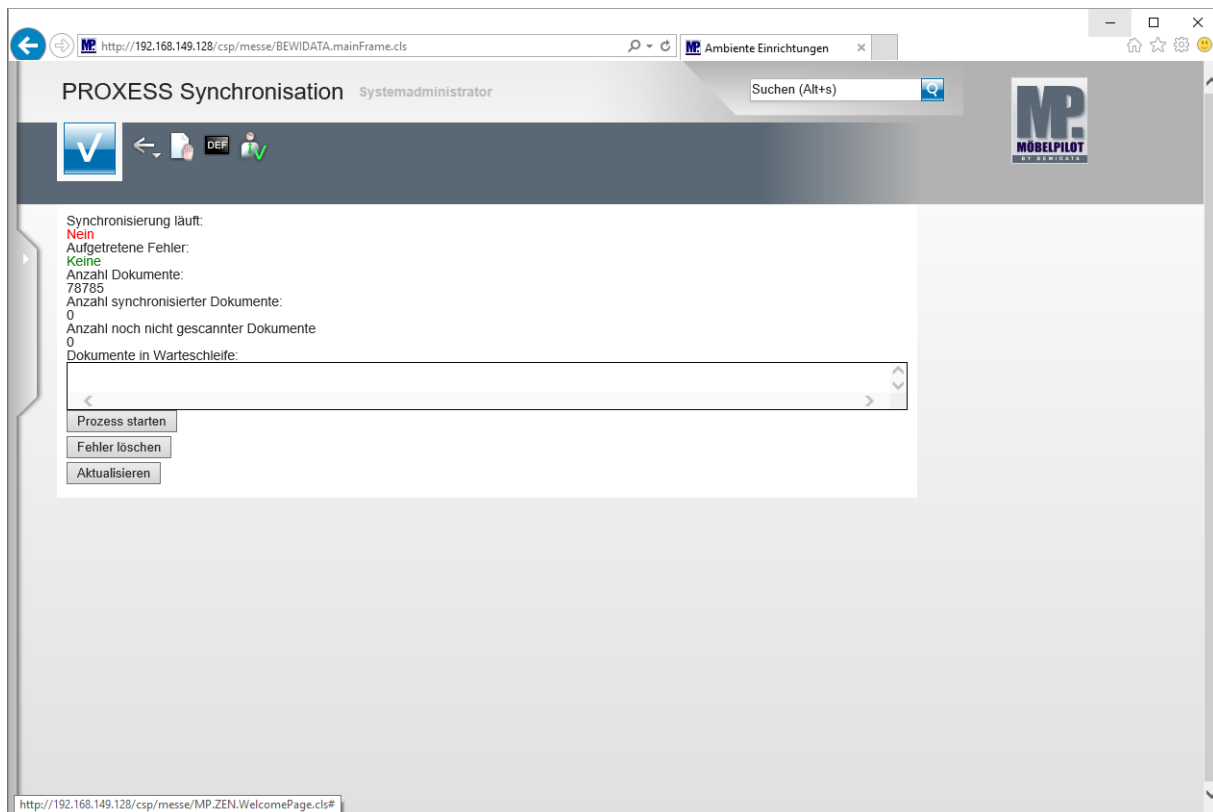 http://192.168.149.128/csp/messe/BEWIDATA.mainFrame.cls
MP. Ambiente Einrichtungen
PROXESS Synchronisation Systemadministrator
Suchen (Alt+s)
MP.
MÖBELPILOT
BY BEWIDATA
DEF
Synchronisierung läuft:
Nein
Aufgetretene Fehler:
Keine
Anzahl Dokumente:
78785
Anzahl synchronisierter Dokumente:
0
Anzahl noch nicht gescannter Dokumente
0
Dokumente in Warteschleife:
Prozess starten
Fehler löschen
Aktualisieren
http://192.168.149.128/csp/messe/MP.ZEN.WelcomePage.cls#